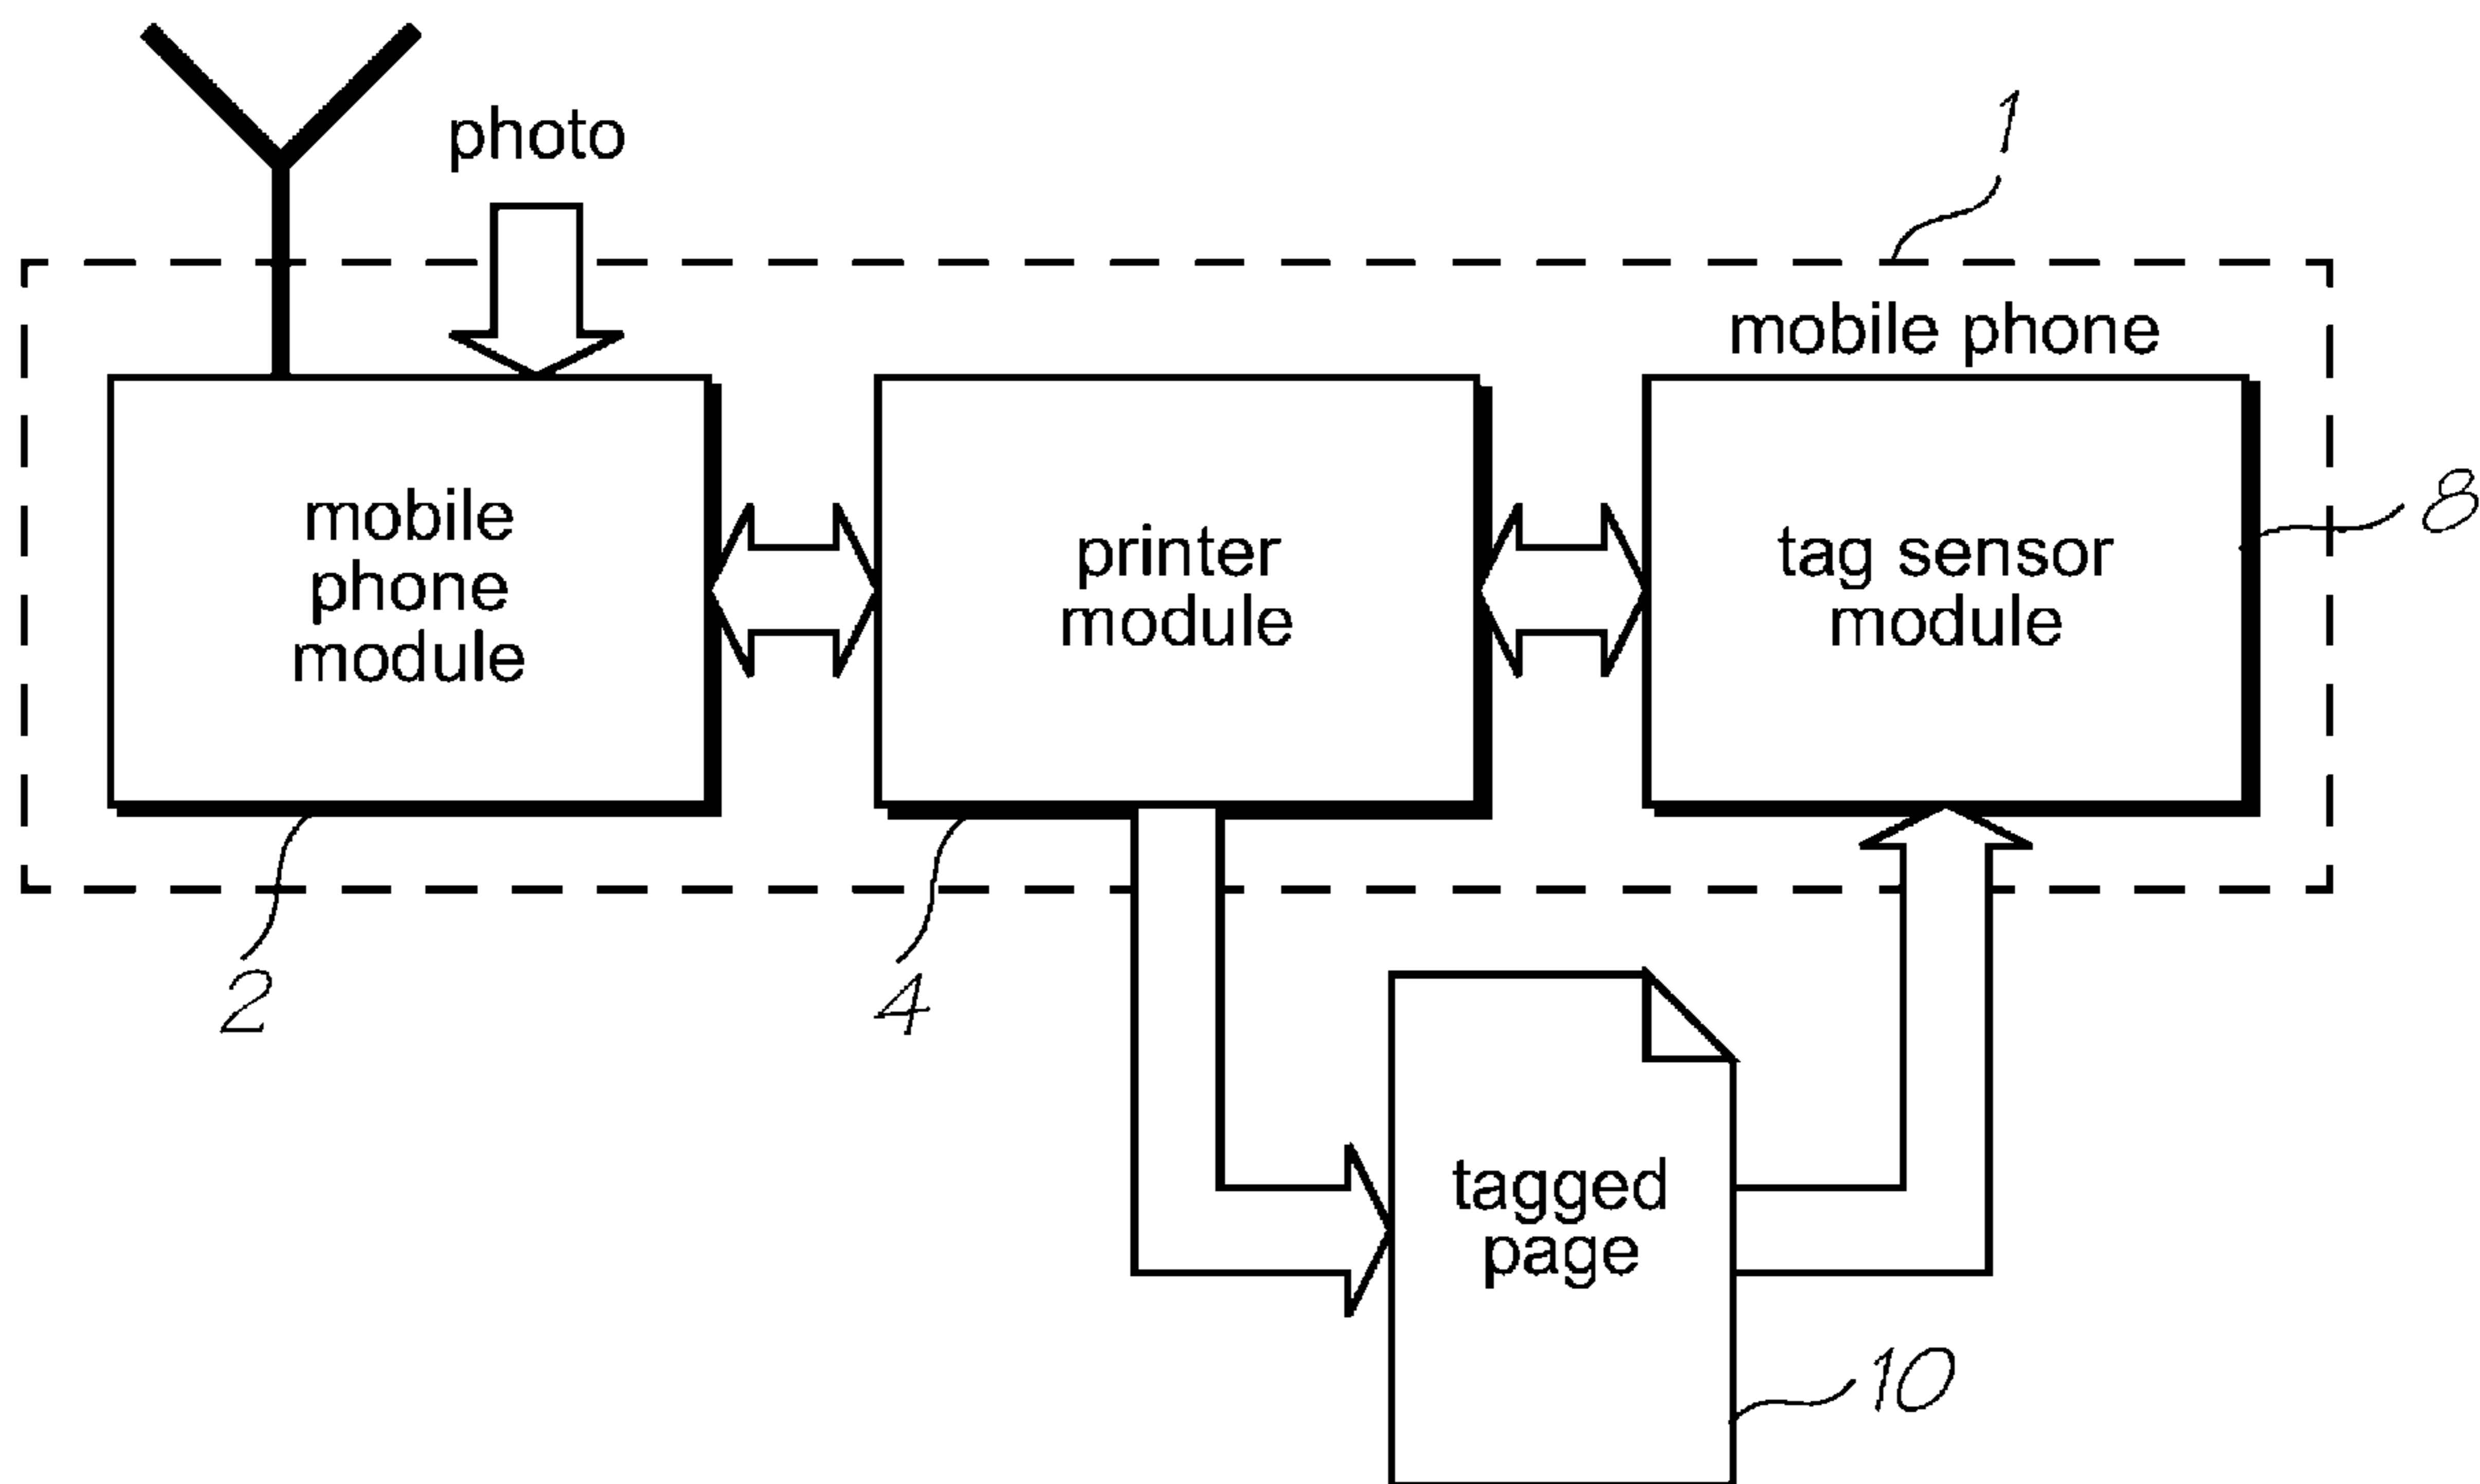 photo
1
mobile phone
mobile
phone
module
printer
module
tag sensor
module
8
2
4
tagged
page
10